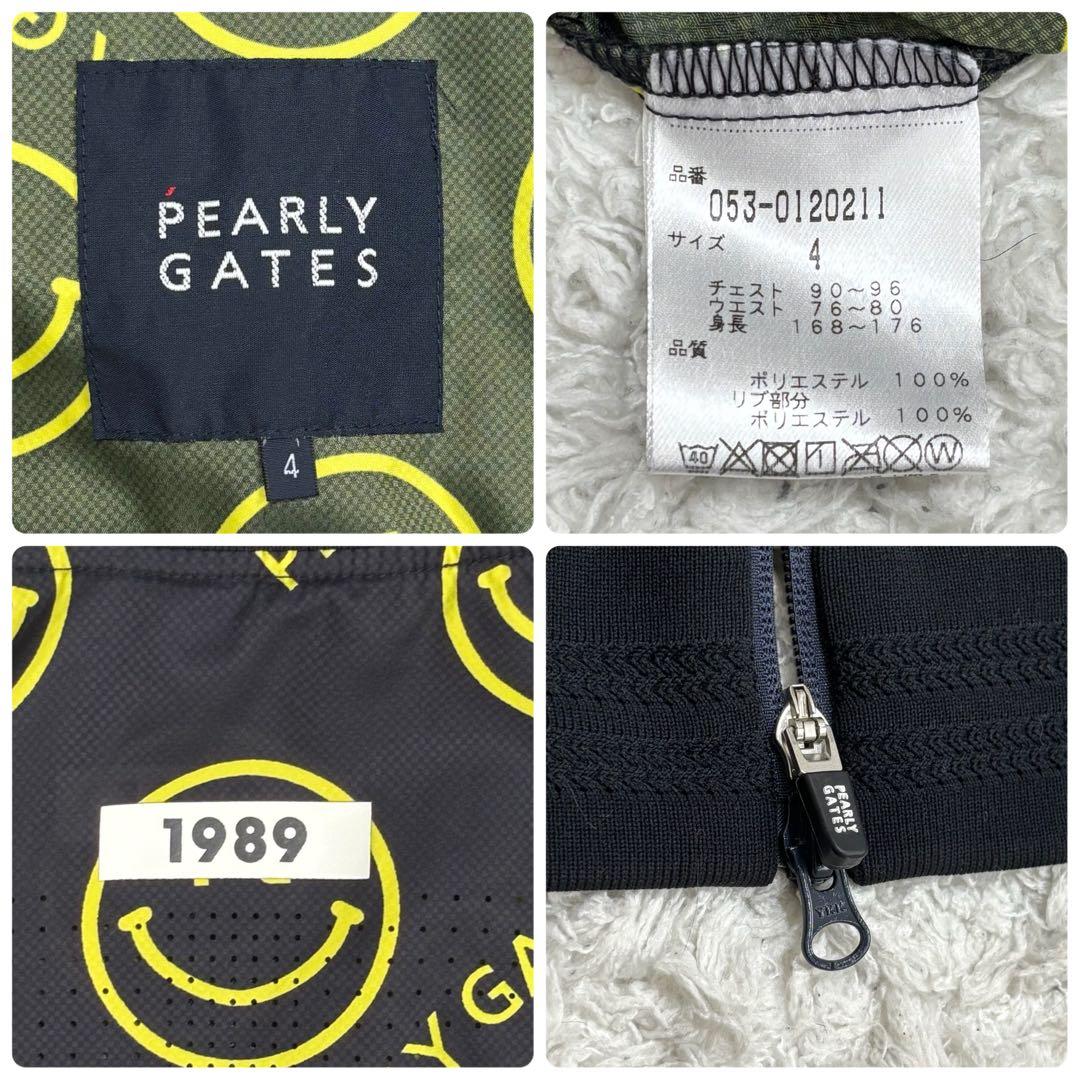 PEARLY
GATES
4
品番
053-0120211
サイズ
4
チェスト 90~96
ウエスト 76~80
身長 168~176
品質
ポリエステル 100%
リブ部分
ポリエステル 100%
40
W
1989
Y GA
PEARLY
GATES
YKK